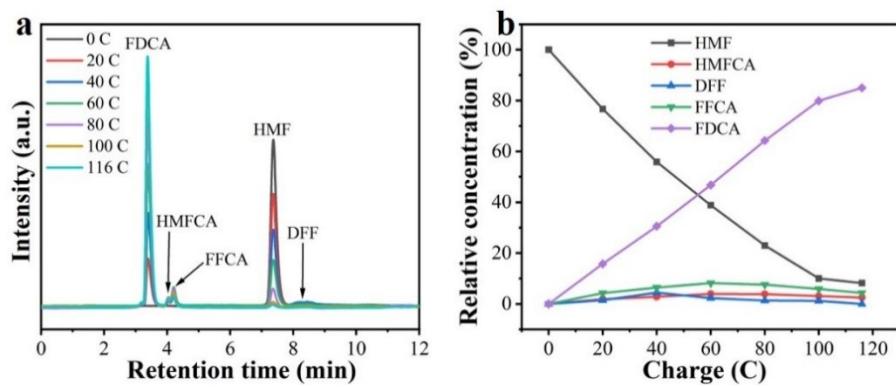 a
0 C
20 C
40 C
60 C
80 C
100 C
116 C
FDCA
HMFCA
FFCA
HMF
DFF
Intensity (a.u.)
0 2 4 6 8 10 12
Retention time (min)
b
HMF
HMFCA
DFF
FFCA
FDCA
Relative concentration (%)
100
80
60
40
20
0
0 20 40 60 80 100 120
Charge (C)